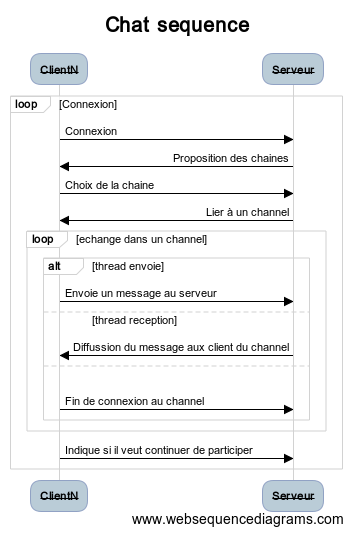 Chat sequence
ClientN Serveur
loop [Connexion]
Connexion
Proposition des chaines
Choix de la chaine
Lier à un channel
loop [echange dans un channel]
alt [thread envoie]
Envoie un message au serveur
[thread reception]
Diffussion du message aux client du channel
Fin de connexion au channel
Indique si il veut continuer de participer
ClientN Serveur
www.websequencediagrams.com